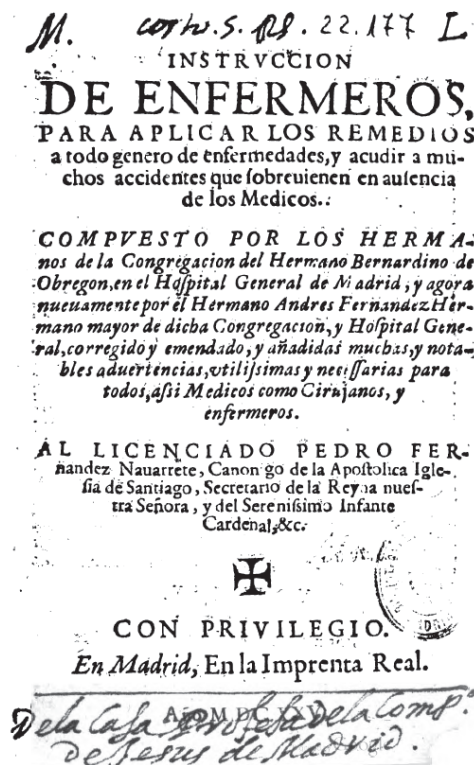 M. 22.177 L
INSTRVCCION
DE ENFERMEROS,
PARA APLICAR LOS REMEDIOS
a todo genero de enfermedades, y acudir a mu-
chos accidentes que ſobreuienen en auſencia
de los Medicos.:
COMPVESTO POR LOS HERMA-
nos de la Congregacion del Hermano Bernardino de
Obregon, en el Hoſpital General de Madrid, y agora
nueuamente por el Hermano Andres Fernandez Her-
mano mayor de dicha Congregacion, y Hoſpital Gene-
ral, corregido y emendado, y añadidas muchas, y nota-
bles aduertencias, vtiliſsimas y neceſſarias para
todos, aſsi Medicos como Cirujanos, y
enfermeros.
AL LICENCIADO PEDRO FER-
nandez Nauarrete, Canonigo de la Apoſtolica Igle-
ſia de Santiago, Secretario de la Reyna nueſ-
tra Señora, y del Sereniſsimo Infante
Cardenal, &c.
CON PRIVILEGIO.
En Madrid, En la Imprenta Real.
De la Caſa Profeſa de la Comp.ª
de Jesus de Madrid.